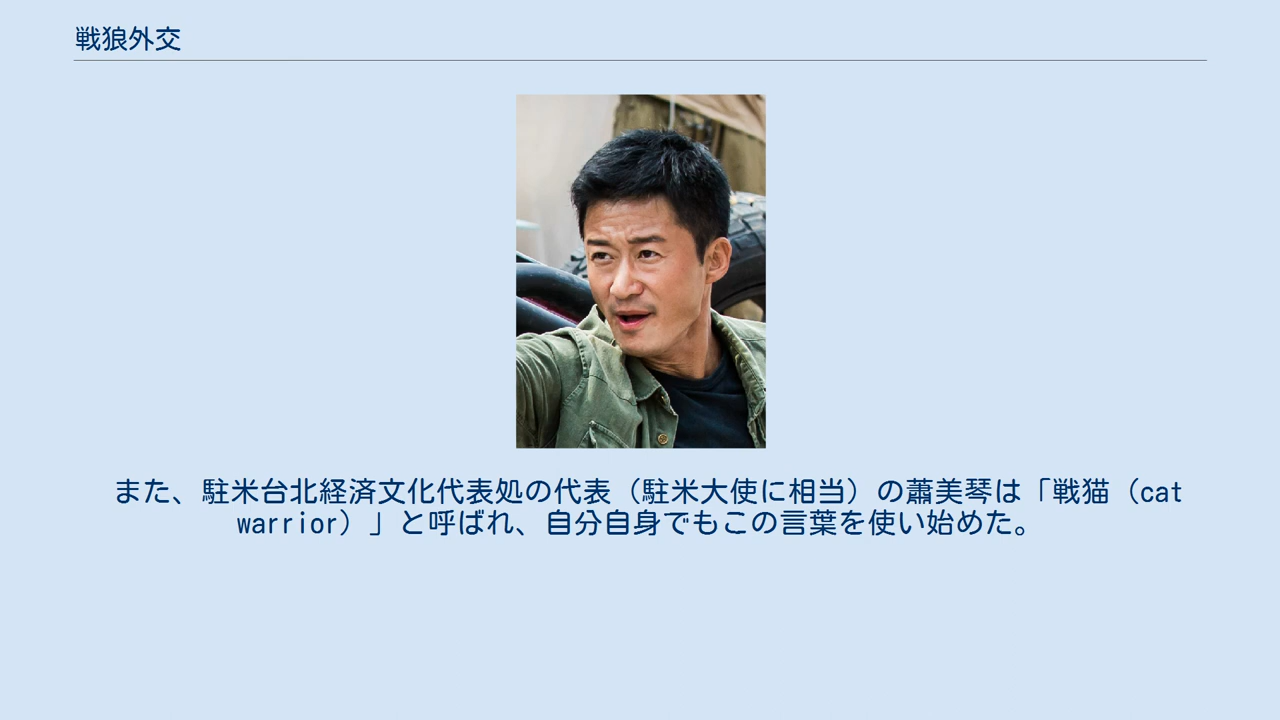 戦狼外交
また、駐米台北経済文化代表処の代表（駐米大使に相当）の蕭美琴は「戦猫（cat
warrior）」と呼ばれ、自分自身でもこの言葉を使い始めた。